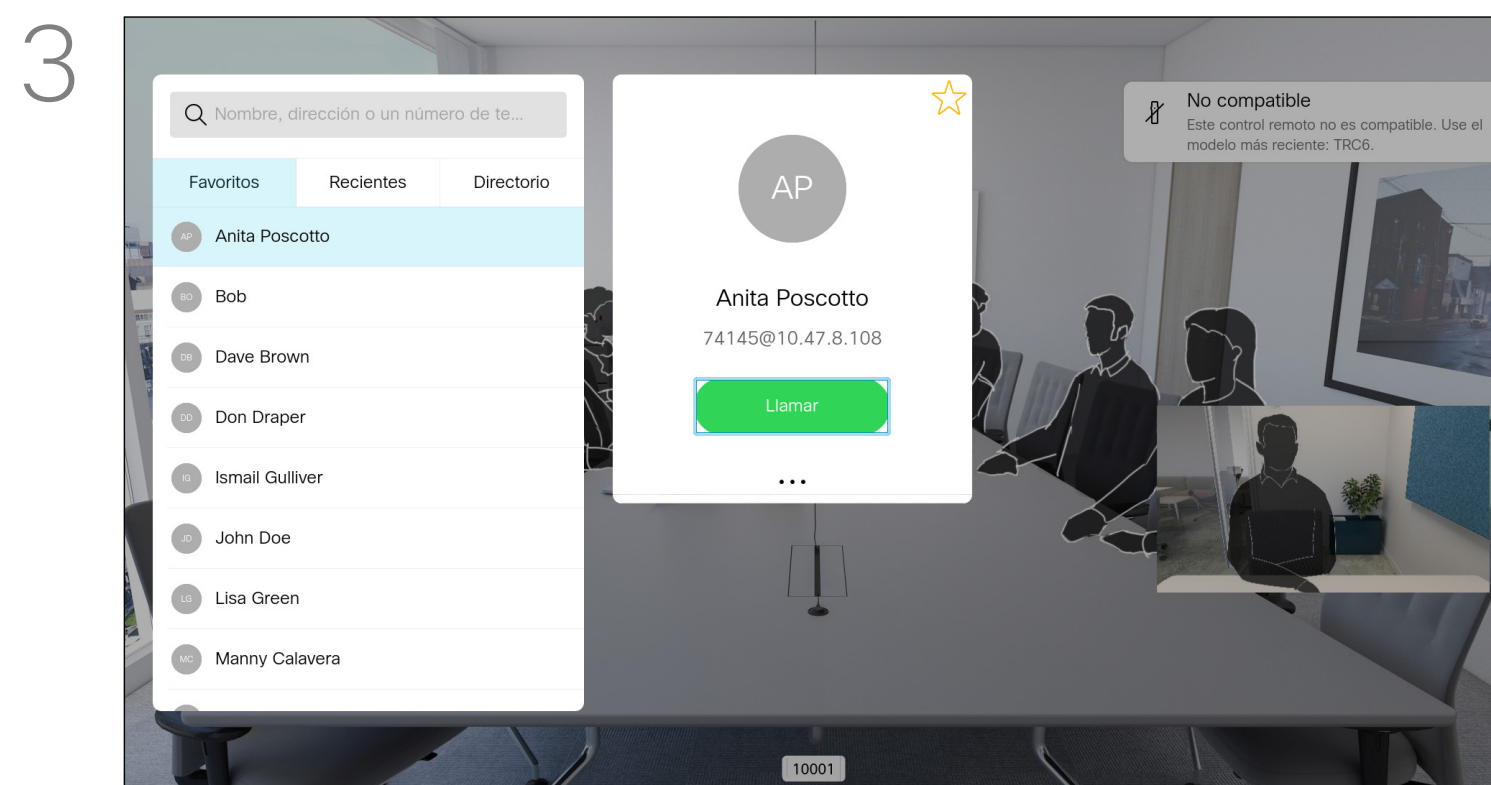 3
Nombre, dirección o un número de te...
Favoritos
Recientes
Directorio
AP
Anita Poscotto
BO
Bob
DB
Dave Brown
DD
Don Draper
IG
Ismail Gulliver
JD
John Doe
LG
Lisa Green
MC
Manny Calavera
AP
Anita Poscotto
74145@10.47.8.108
Llamar
...
No compatible
Este control remoto no es compatible. Use el
modelo más reciente: TRC6.
10001